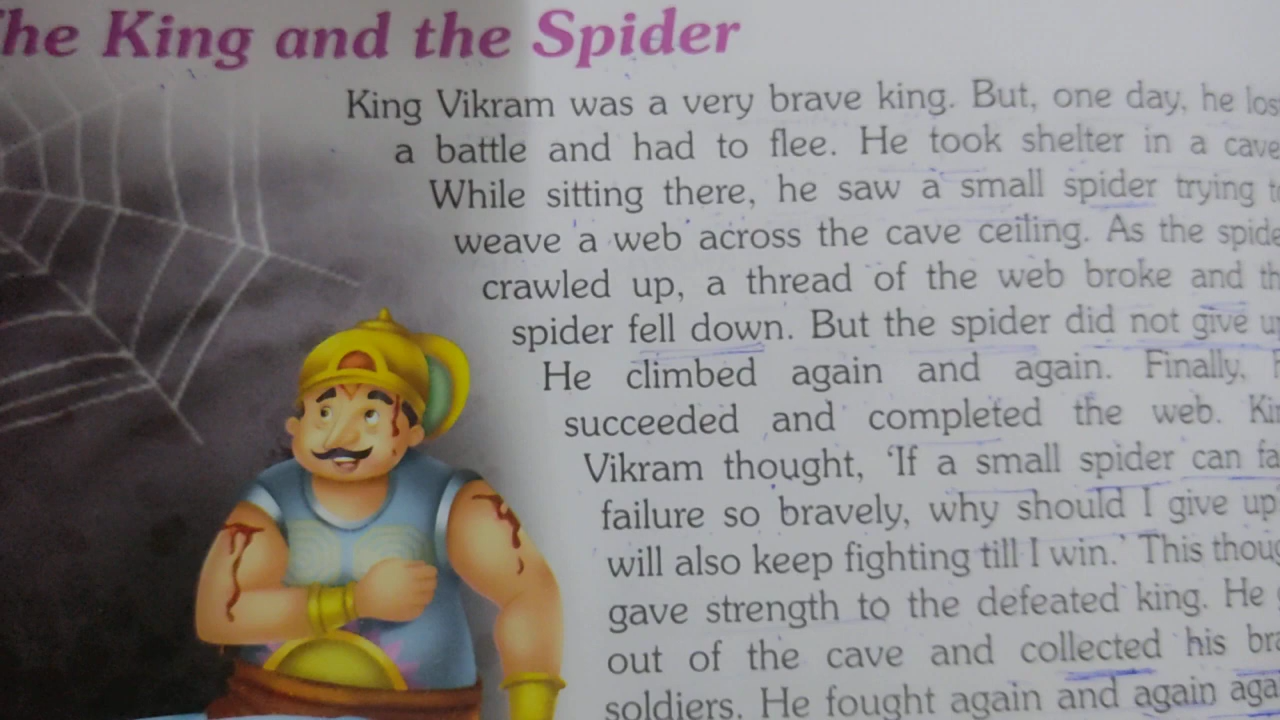 The King and the Spider
King Vikram was a very brave king. But, one day, he los
a battle and had to flee. He took shelter in a cave
While sitting there, he saw a small spider trying t
weave a web across the cave ceiling. As the spide
crawled up, a thread of the web broke and th
spider fell down. But the spider did not give u
He climbed again and again. Finally, h
succeeded and completed the web. Ki
Vikram thought, ‘If a small spider can fa
failure so bravely, why should I give up
will also keep fighting till I win.’ This thoug
gave strength to the defeated king. He
out of the cave and collected his bra
soldiers. He fought again and again aga